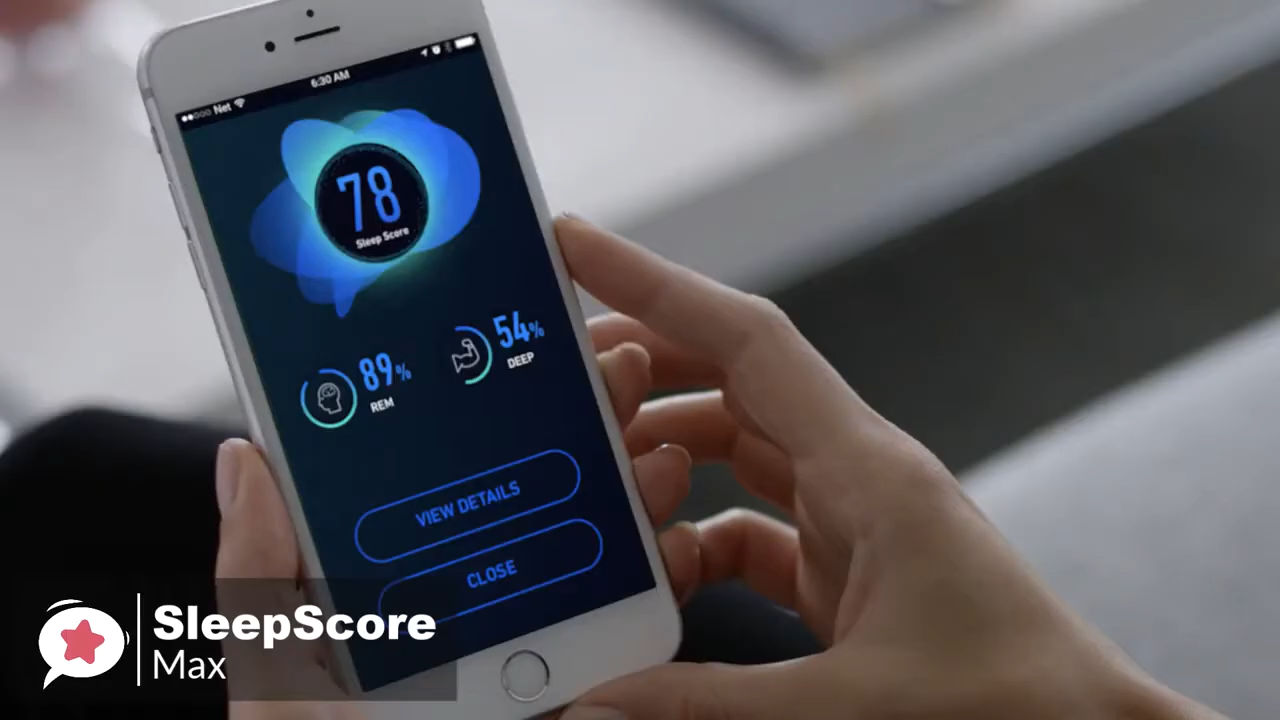 Net
6:30 AM
78
Sleep Score
89%
REM
54%
DEEP
VIEW DETAILS
CLOSE
SleepScore
Max